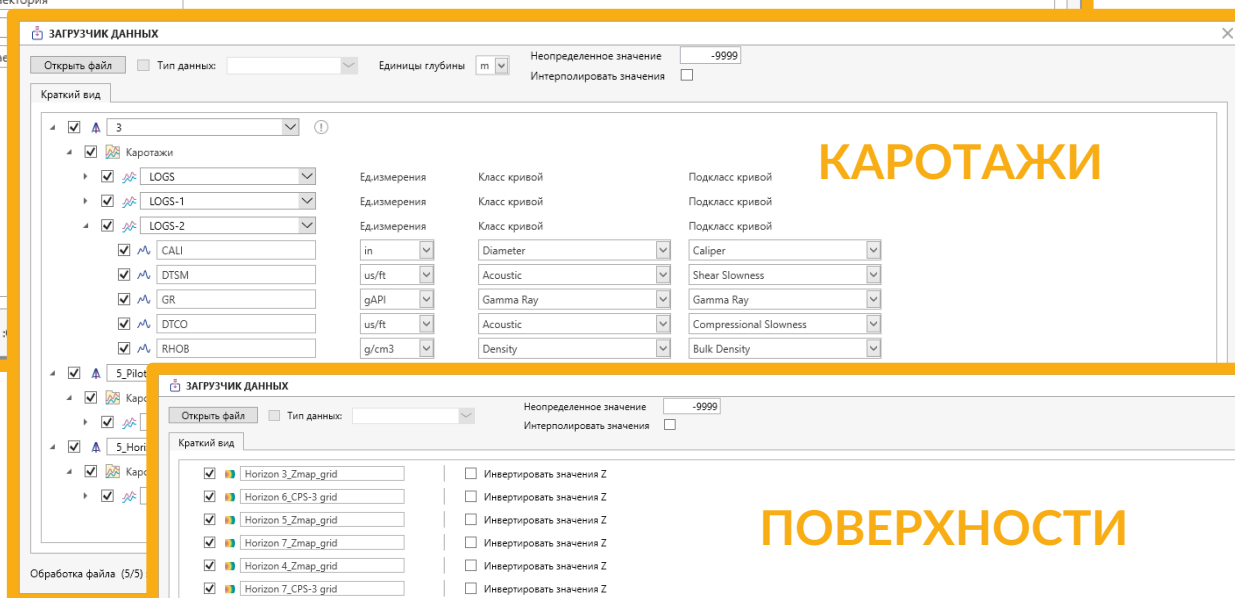 ЗАГРУЗЧИК ДАННЫХ
Открыть файл Тип данных: Единицы глубины m Неопределенное значение -9999
Интерполировать значения
Краткий вид
3
Каротажи
КАРОТАЖИ
LOGS Ед.измерения Класс кривой Подкласс кривой
LOGS-1 Ед.измерения Класс кривой Подкласс кривой
LOGS-2 Ед.измерения Класс кривой Подкласс кривой
CALI in Diameter Caliper
DTSM us/ft Acoustic Shear Slowness
GR gAPI Gamma Ray Gamma Ray
DTCO us/ft Acoustic Compressional Slowness
RHOB g/cm3 Density Bulk Density
5_Pilot
Каро
5_Hori
Каро
Обработка файла (5/5)
ЗАГРУЗЧИК ДАННЫХ
Открыть файл Тип данных: Неопределенное значение -9999
Интерполировать значения
Краткий вид
Horizon 3_Zmap_grid Инвертировать значения Z
Horizon 6_CPS-3 grid Инвертировать значения Z
Horizon 5_Zmap_grid Инвертировать значения Z
Horizon 7_Zmap_grid Инвертировать значения Z
Horizon 4_Zmap_grid Инвертировать значения Z
Horizon 7_CPS-3 grid Инвертировать значения Z
ПОВЕРХНОСТИ